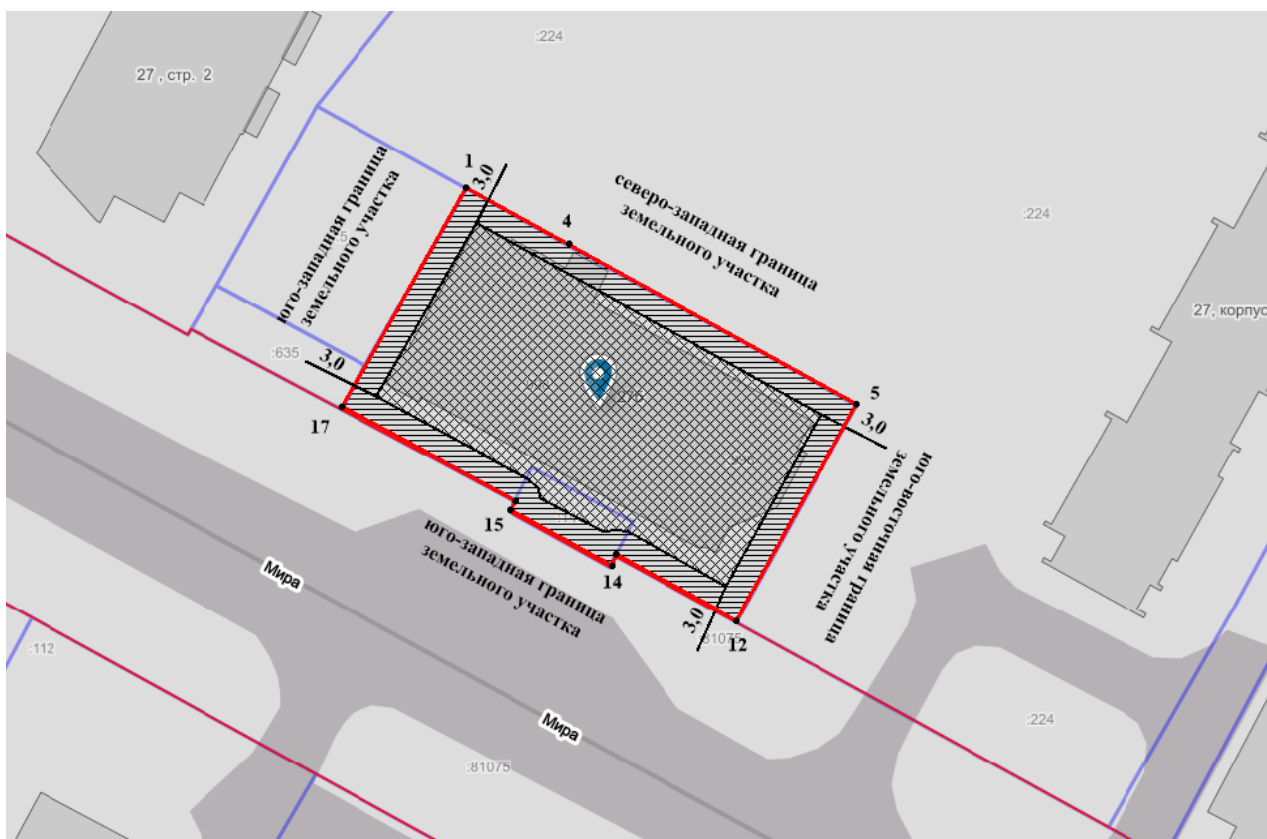 :224
27 , стр. 2
1
3,0
4
северо-западная граница
земельного участка
:224
юго-западная граница
земельного участка
27, корпус
:635
3,0
17
5
3,0
юго-восточная граница
земельного участка
15
14
юго-западная граница
земельного участка
3,0
:81075
12
Мира
:112
Мира
:224
:81075